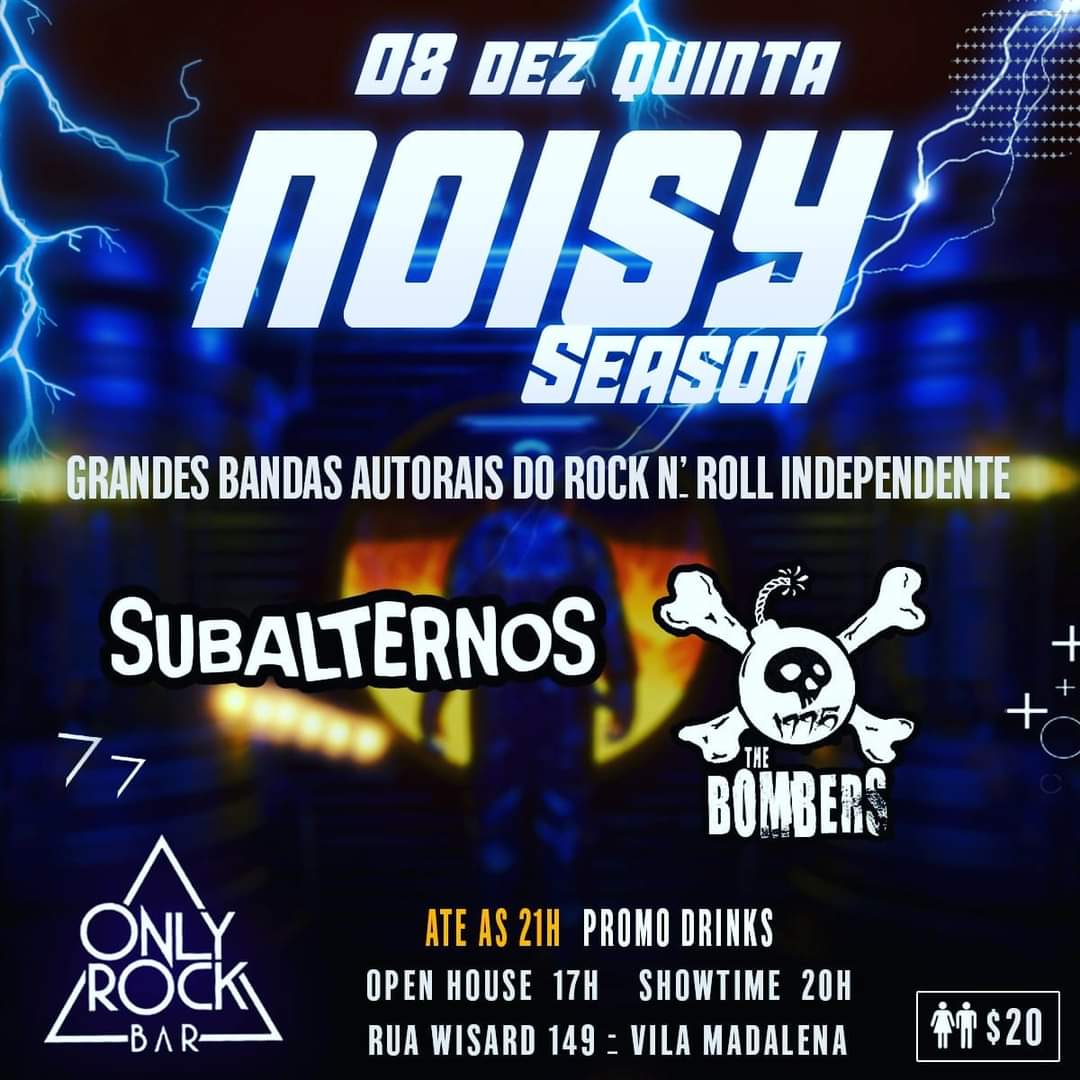 08 DEZ QUINTA
NOISY
SEASON
GRANDES BANDAS AUTORAIS DO ROCK N' ROLL INDEPENDENTE
SUBALTERNOS
1775
THE
BOMBERS
ONLY
ROCK
BAR
ATE AS 21H PROMO DRINKS
OPEN HOUSE 17H SHOWTIME 20H
RUA WISARD 149 - VILA MADALENA
$20